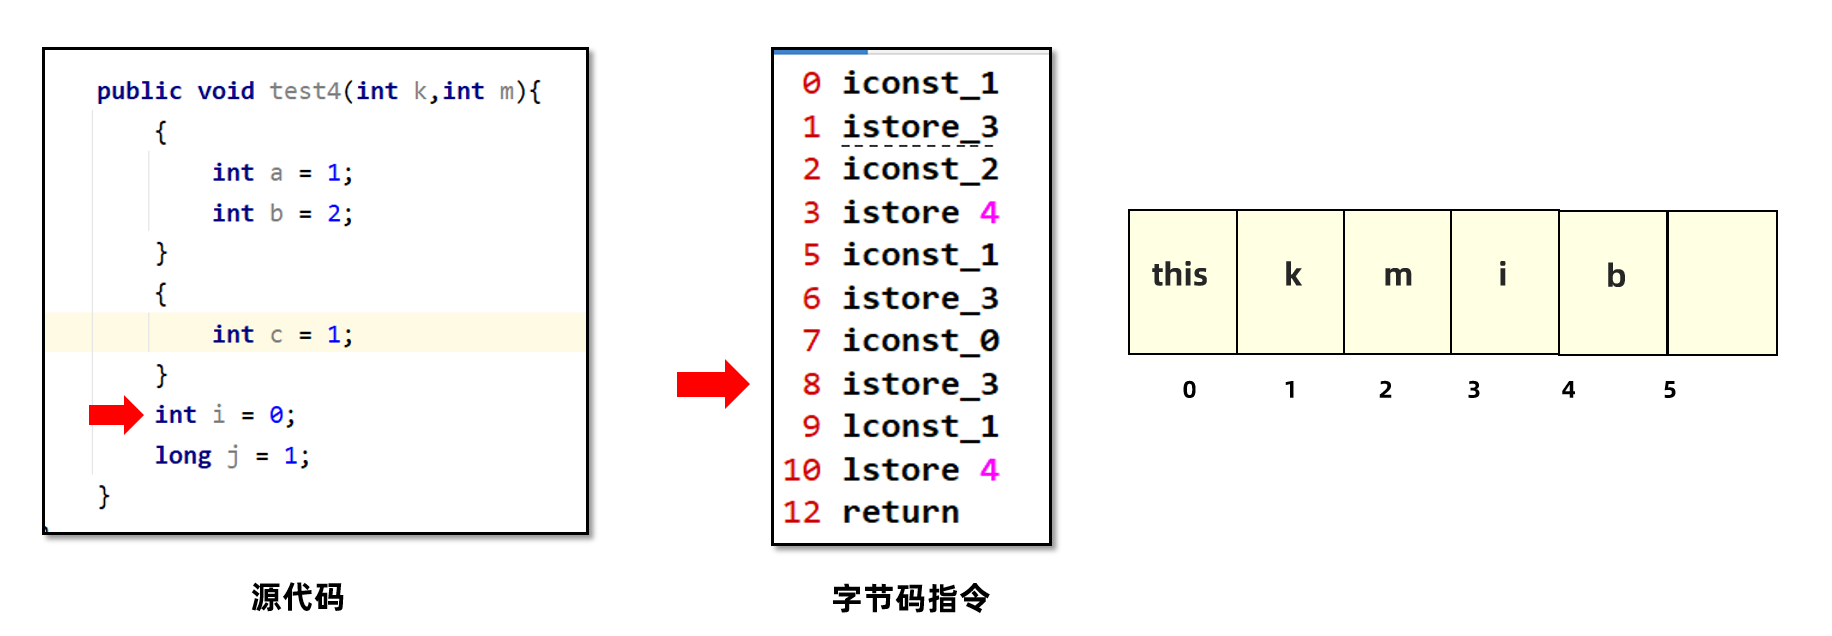 public void test4(int k,int m){
{
int a = 1;
int b = 2;
}
{
int c = 1;
}
int i = 0;
long j = 1;
}
源代码
0 iconst_1
1 istore_3
2 iconst_2
3 istore 4
5 iconst_1
6 istore_3
7 iconst_0
8 istore_3
9 lconst_1
10 lstore 4
12 return
字节码指令
this k m i b
0 1 2 3 4 5